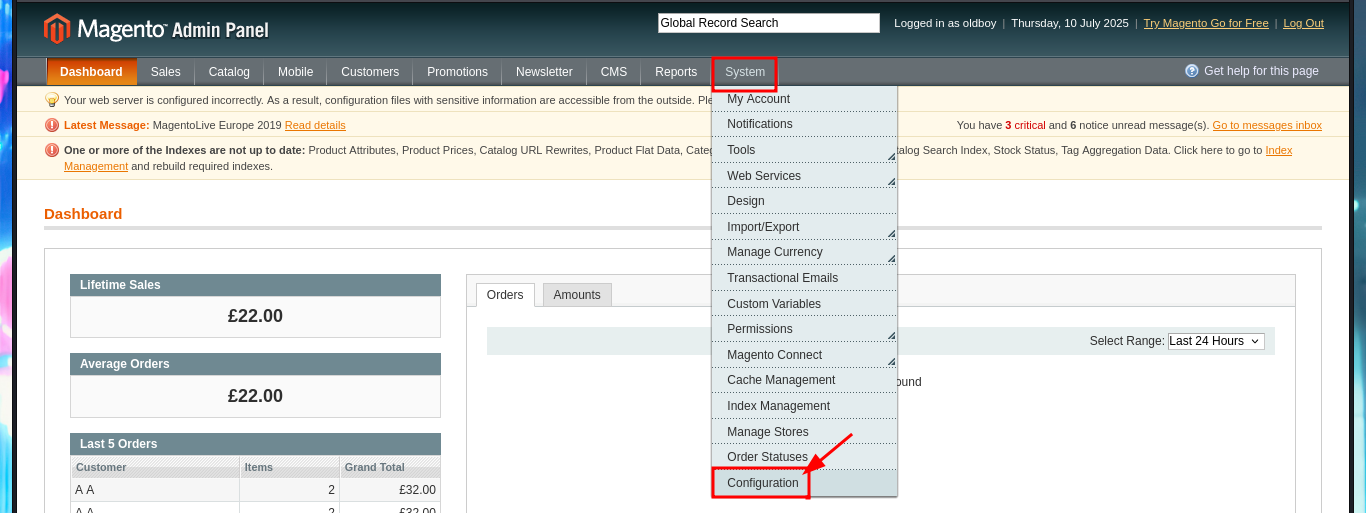 Magento™ Admin Panel
Global Record Search
Logged in as oldboy | Thursday, 10 July 2025 | Try Magento Go for Free | Log Out
Dashboard Sales Catalog Mobile Customers Promotions Newsletter CMS Reports System
Get help for this page
Your web server is configured incorrectly. As a result, configuration files with sensitive information are accessible from the outside.
Latest Message: MagentoLive Europe 2019 Read details
You have 3 critical and 6 notice unread message(s). Go to messages inbox
One or more of the Indexes are not up to date: Product Attributes, Product Prices, Catalog URL Rewrites, Product Flat Data, Search Index, Stock Status, Tag Aggregation Data. Click here to go to Index
Management and rebuild required indexes.
My Account
Notifications
Tools
Web Services
Design
Import/Export
Manage Currency
Transactional Emails
Custom Variables
Permissions
Magento Connect
Cache Management
Index Management
Manage Stores
Order Statuses
Configuration
Dashboard
Lifetime Sales
£22.00
Average Orders
£22.00
Last 5 Orders
Customer Items Grand Total
A A 2 £32.00
A A 2 £32.00
Orders Amounts
Select Range: Last 24 Hours